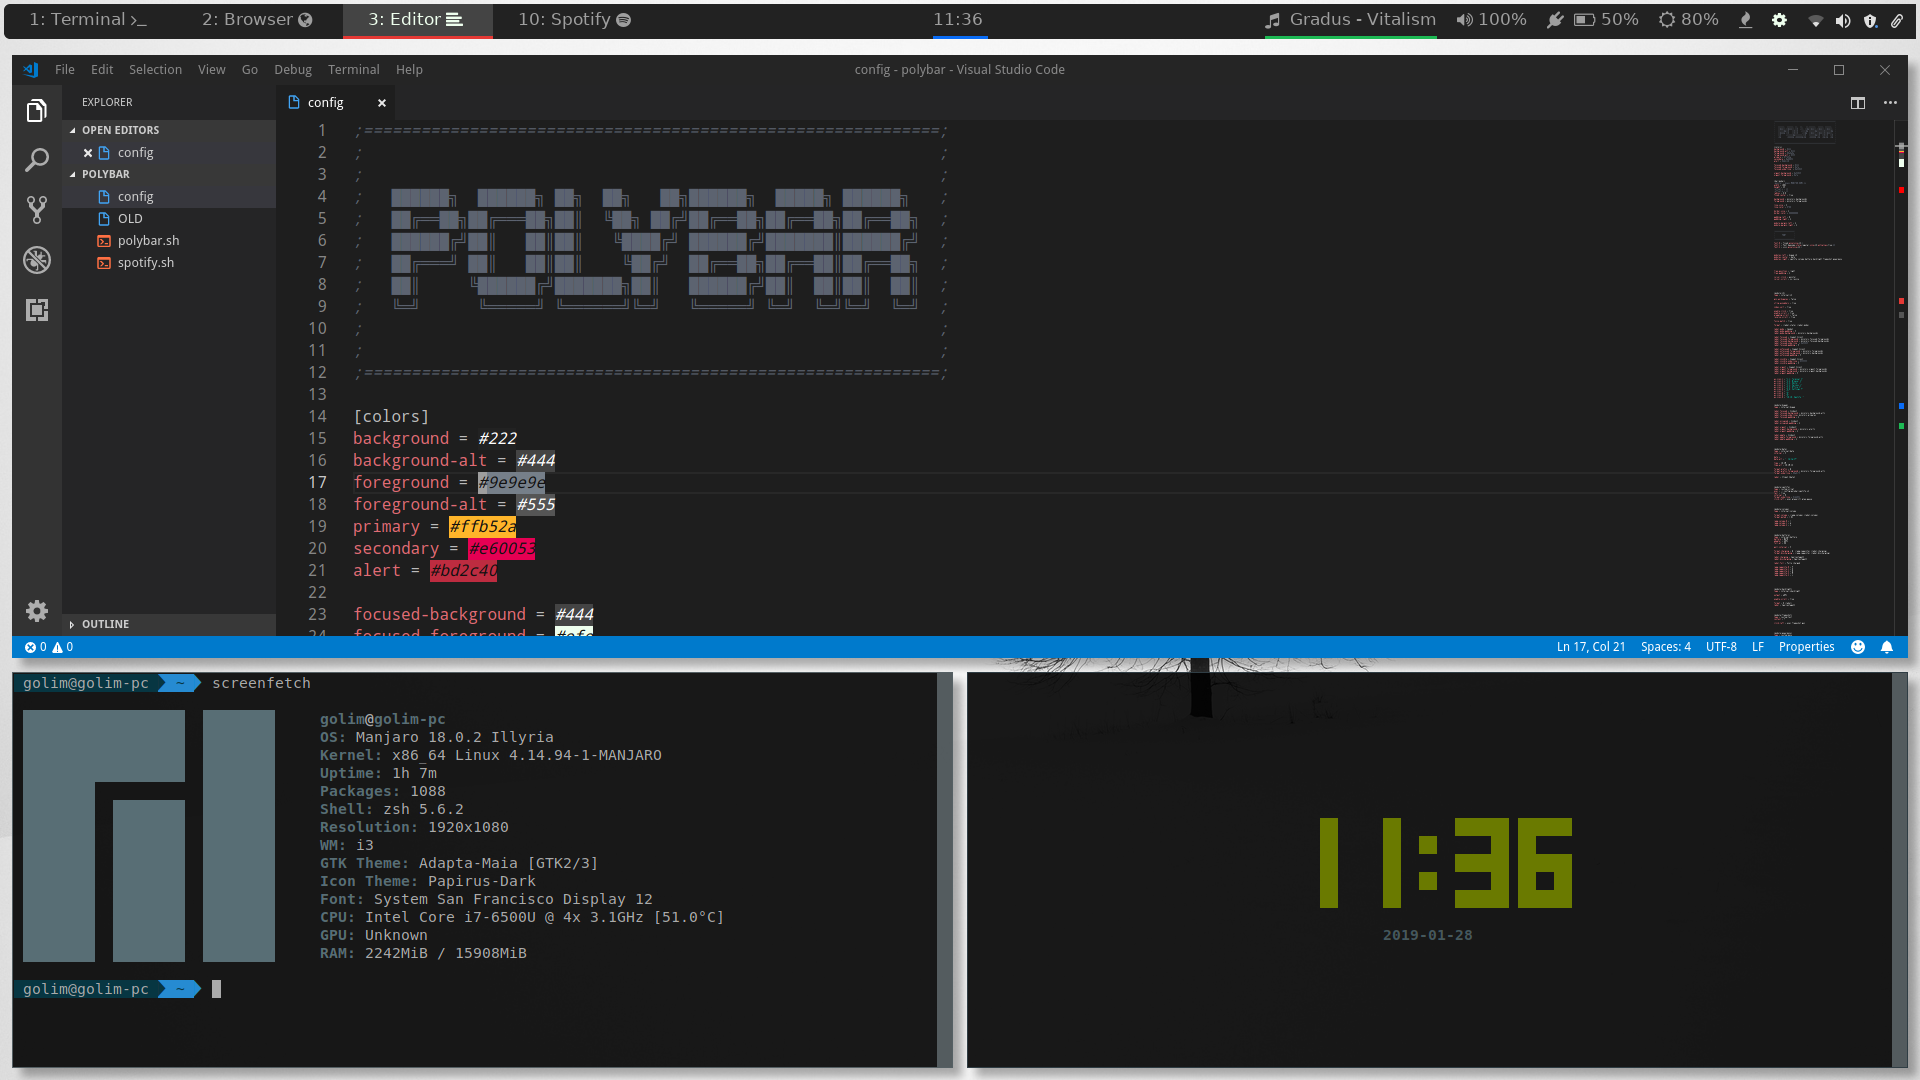 1: Terminal
2: Browser
3: Editor
10: Spotify
11:36
Gradus - Vitalism
100%
50%
80%
File Edit Selection View Go Debug Terminal Help
config - polybar - Visual Studio Code
EXPLORER
config
OPEN EDITORS
config
POLYBAR
config
OLD
polybar.sh
spotify.sh
OUTLINE
1 ;============================================================;
2 ; ;
3 ; ;
4 ; ;
5 ; ;
6 ; POLYBAR ;
7 ; ;
8 ; ;
9 ; ;
10 ; ;
11 ; ;
12 ;============================================================;
13
14 [colors]
15 background = #222
16 background-alt = #444
17 foreground = #9e9e9e
18 foreground-alt = #555
19 primary = #ffb52a
20 secondary = #e60053
21 alert = #bd2c40
22
23 focused-background = #444
24 focused-foreground =
POLYBAR
0 0
Ln 17, Col 21 Spaces: 4 UTF-8 LF Properties
golim@golim-pc ~ screenfetch
golim@golim-pc
OS: Manjaro 18.0.2 Illyria
Kernel: x86_64 Linux 4.14.94-1-MANJARO
Uptime: 1h 7m
Packages: 1088
Shell: zsh 5.6.2
Resolution: 1920x1080
WM: i3
GTK Theme: Adapta-Maia [GTK2/3]
Icon Theme: Papirus-Dark
Font: System San Francisco Display 12
CPU: Intel Core i7-6500U @ 4x 3.1GHz [51.0°C]
GPU: Unknown
RAM: 2242MiB / 15908MiB
golim@golim-pc ~
11:36
2019-01-28